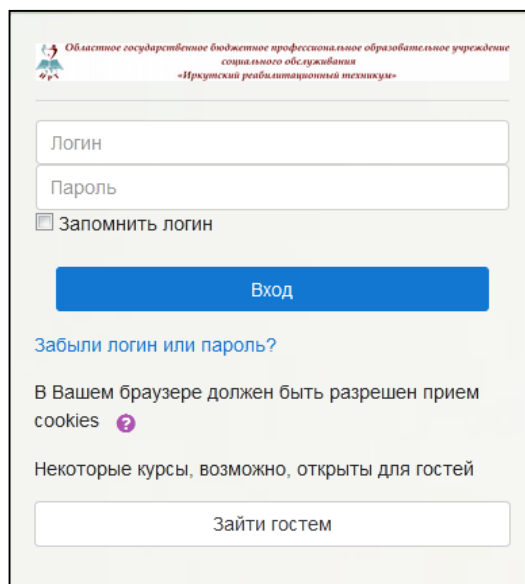 Областное государственное бюджетное профессиональное образовательное учреждение
социального обслуживания
«Иркутский реабилитационный техникум»
Логин
Пароль
Запомнить логин
Вход
Забыли логин или пароль?
В Вашем браузере должен быть разрешен прием
cookies ?
Некоторые курсы, возможно, открыты для гостей
Зайти гостем